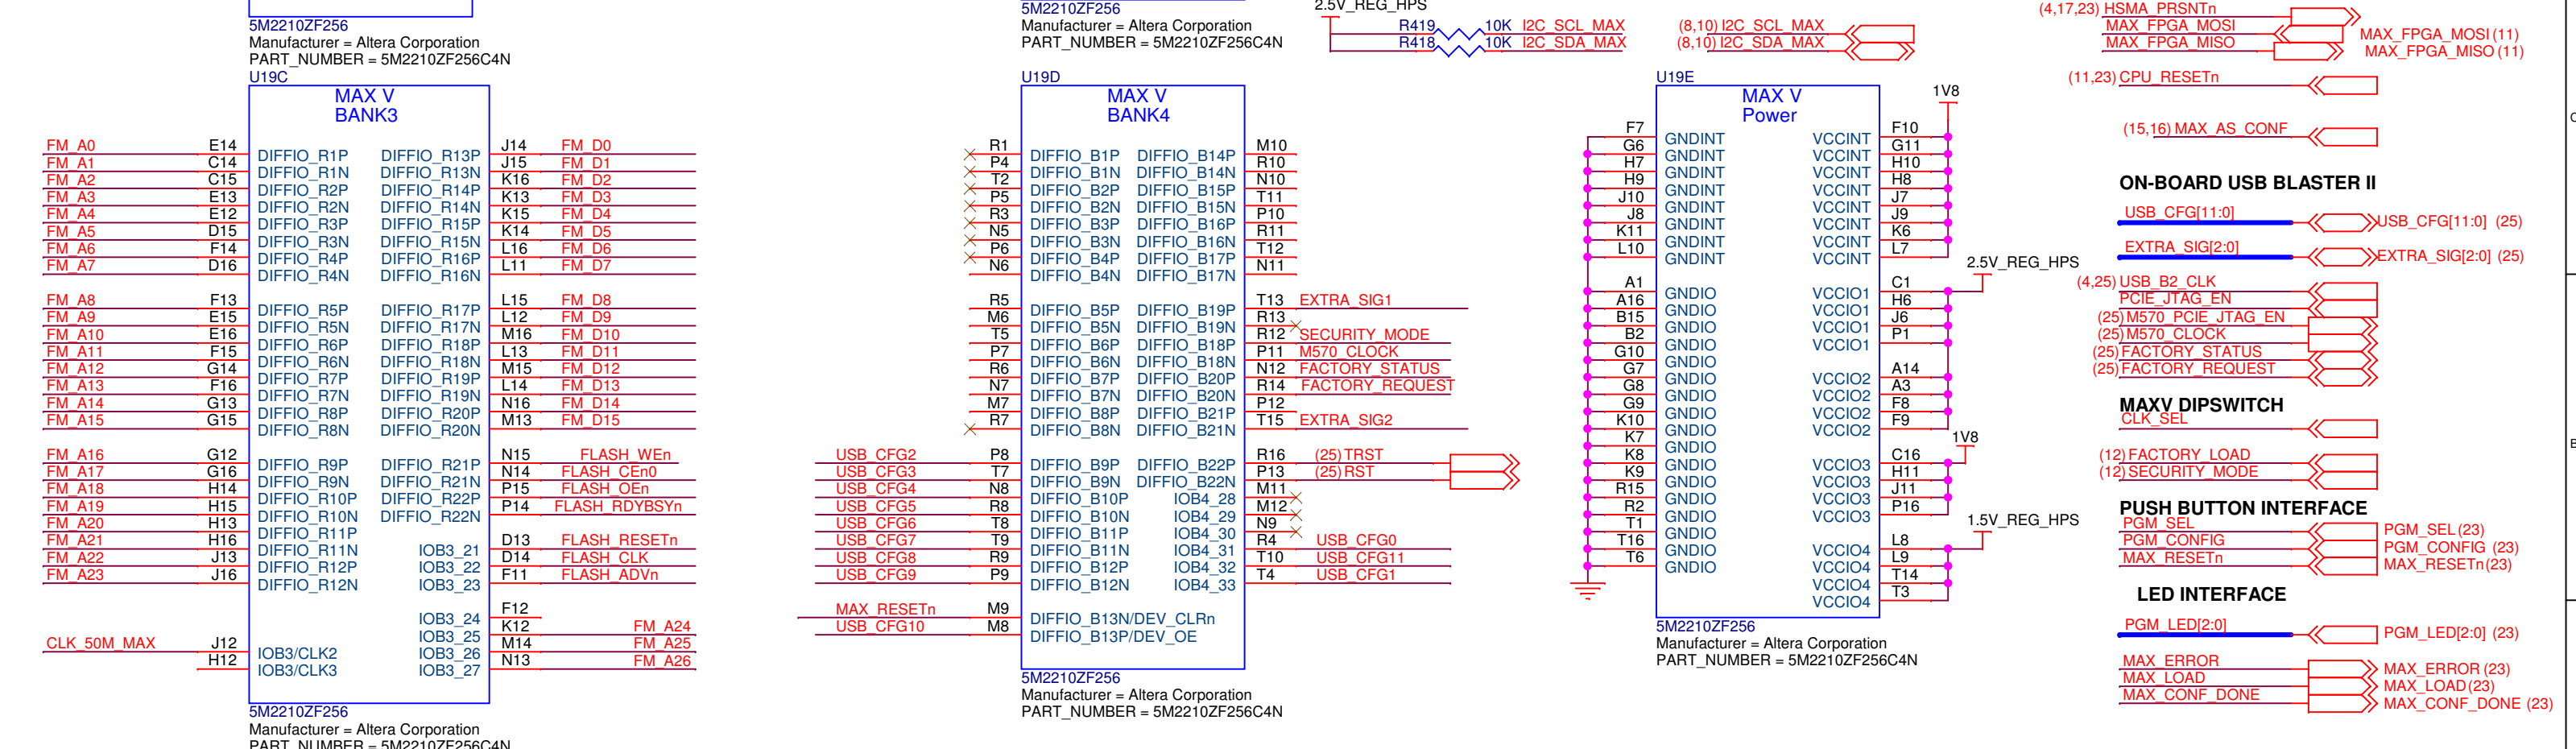 5M2210ZF256
Manufacturer = Altera Corporation
PART_NUMBER = 5M2210ZF256C4N
U19C
MAX V
BANK3
FM_A0 E14 DIFFIO_R1P DIFFIO_R13P J14 FM_D0
FM_A1 C14 DIFFIO_R1N DIFFIO_R13N J15 FM_D1
FM_A2 C15 DIFFIO_R2P DIFFIO_R14P K16 FM_D2
FM_A3 E13 DIFFIO_R2N DIFFIO_R14N K13 FM_D3
FM_A4 E12 DIFFIO_R3P DIFFIO_R15P K15 FM_D4
FM_A5 D15 DIFFIO_R3N DIFFIO_R15N K14 FM_D5
FM_A6 F14 DIFFIO_R4P DIFFIO_R16P L16 FM_D6
FM_A7 D16 DIFFIO_R4N DIFFIO_R16N L11 FM_D7
FM_A8 F13 DIFFIO_R5P DIFFIO_R17P L15 FM_D8
FM_A9 E15 DIFFIO_R5N DIFFIO_R17N L12 FM_D9
FM_A10 E16 DIFFIO_R6P DIFFIO_R18P M16 FM_D10
FM_A11 F15 DIFFIO_R6N DIFFIO_R18N L13 FM_D11
FM_A12 G14 DIFFIO_R7P DIFFIO_R19P M15 FM_D12
FM_A13 F16 DIFFIO_R7N DIFFIO_R19N L14 FM_D13
FM_A14 G13 DIFFIO_R8P DIFFIO_R20P N16 FM_D14
FM_A15 G15 DIFFIO_R8N DIFFIO_R20N M13 FM_D15
FM_A16 G12 DIFFIO_R9P DIFFIO_R21P N15 FLASH_WEn
FM_A17 G16 DIFFIO_R9N DIFFIO_R21N N14 FLASH_CEn0
FM_A18 H14 DIFFIO_R10P DIFFIO_R22P P15 FLASH_OEn
FM_A19 H15 DIFFIO_R10N DIFFIO_R22N P14 FLASH_RDYBSYn
FM_A20 H13 DIFFIO_R11P
FM_A21 H16 DIFFIO_R11N IOB3_21 D13 FLASH_RESETn
FM_A22 J13 DIFFIO_R12P IOB3_22 D14 FLASH_CLK
FM_A23 J16 DIFFIO_R12N IOB3_23 F11 FLASH_ADVn
IOB3_24 F12
IOB3_25 K12 FM_A24
CLK_50M_MAX J12 IOB3/CLK2 IOB3_26 M14 FM_A25
H12 IOB3/CLK3 IOB3_27 N13 FM_A26
5M2210ZF256
Manufacturer = Altera Corporation
PART_NUMBER = 5M2210ZF256C4N
5M2210ZF256
Manufacturer = Altera Corporation
PART_NUMBER = 5M2210ZF256C4N
U19D
MAX V
BANK4
R1 DIFFIO_B1P DIFFIO_B14P M10
P4 DIFFIO_B1N DIFFIO_B14N R10
T2 DIFFIO_B2P DIFFIO_B15P N10
P5 DIFFIO_B2N DIFFIO_B15N T11
R3 DIFFIO_B3P DIFFIO_B16P P10
N5 DIFFIO_B3N DIFFIO_B16N R11
P6 DIFFIO_B4P DIFFIO_B17P T12
N6 DIFFIO_B4N DIFFIO_B17N N11
R5 DIFFIO_B5P DIFFIO_B19P T13 EXTRA_SIG1
M6 DIFFIO_B5N DIFFIO_B19N R13
T5 DIFFIO_B6P DIFFIO_B18P R12 SECURITY_MODE
P7 DIFFIO_B6N DIFFIO_B18N P11 M570_CLOCK
R6 DIFFIO_B7P DIFFIO_B20P N12 FACTORY_STATUS
N7 DIFFIO_B7N DIFFIO_B20N R14 FACTORY_REQUEST
M7 DIFFIO_B8P DIFFIO_B21P P12
R7 DIFFIO_B8N DIFFIO_B21N T15 EXTRA_SIG2
USB_CFG2 P8 DIFFIO_B9P DIFFIO_B22P R16 (25) TRST
USB_CFG3 T7 DIFFIO_B9N DIFFIO_B22N P13 (25) RST
USB_CFG4 N8 DIFFIO_B10P IOB4_28 M11
USB_CFG5 R8 DIFFIO_B10N IOB4_29 M12
USB_CFG6 T8 DIFFIO_B11P IOB4_30 N9
USB_CFG7 T9 DIFFIO_B11N IOB4_31 R4 USB_CFG0
USB_CFG8 R9 DIFFIO_B12P IOB4_32 T10 USB_CFG11
USB_CFG9 P9 DIFFIO_B12N IOB4_33 T4 USB_CFG1
MAX_RESETn M9 DIFFIO_B13N/DEV_CLRn
USB_CFG10 M8 DIFFIO_B13P/DEV_OE
5M2210ZF256
Manufacturer = Altera Corporation
PART_NUMBER = 5M2210ZF256C4N
2.5V_REG_HPS
R419 10K I2C_SCL_MAX
R418 10K I2C_SDA_MAX
(8,10) I2C_SCL_MAX
(8,10) I2C_SDA_MAX
U19E
MAX V
Power
1V8
F7 GNDINT VCCINT F10
G6 GNDINT VCCINT G11
H7 GNDINT VCCINT H10
H9 GNDINT VCCINT H8
J10 GNDINT VCCINT J7
J8 GNDINT VCCINT J9
K11 GNDINT VCCINT K6
L10 GNDINT VCCINT L7
2.5V_REG_HPS
A1 GNDIO VCCIO1 C1
A16 GNDIO VCCIO1 H6
B15 GNDIO VCCIO1 J6
B2 GNDIO VCCIO1 P1
G10 GNDIO
G7 GNDIO VCCIO2 A14
G8 GNDIO VCCIO2 A3
G9 GNDIO VCCIO2 F8
K10 GNDIO VCCIO2 F9
K7 GNDIO 1V8
K8 GNDIO VCCIO3 C16
K9 GNDIO VCCIO3 H11
R15 GNDIO VCCIO3 J11
R2 GNDIO VCCIO3 P16
T1 GNDIO 1.5V_REG_HPS
T16 GNDIO VCCIO4 L8
T6 GNDIO VCCIO4 L9
VCCIO4 T14
VCCIO4 T3
5M2210ZF256
Manufacturer = Altera Corporation
PART_NUMBER = 5M2210ZF256C4N
(4,17,23) HSMA_PRSNTn
MAX_FPGA_MOSI MAX_FPGA_MOSI (11)
MAX_FPGA_MISO MAX_FPGA_MISO (11)
(11,23) CPU_RESETn
(15,16) MAX_AS_CONF
ON-BOARD USB BLASTER II
USB_CFG[11:0] USB_CFG[11:0] (25)
EXTRA_SIG[2:0] EXTRA_SIG[2:0] (25)
(4,25) USB_B2_CLK
PCIE_JTAG_EN
(25) M570_PCIE_JTAG_EN
(25) M570_CLOCK
(25) FACTORY_STATUS
(25) FACTORY_REQUEST
MAXV DIPSWITCH
CLK_SEL
(12) FACTORY_LOAD
(12) SECURITY_MODE
PUSH BUTTON INTERFACE
PGM_SEL PGM_SEL (23)
PGM_CONFIG PGM_CONFIG (23)
MAX_RESETn MAX_RESETn (23)
LED INTERFACE
PGM_LED[2:0] PGM_LED[2:0] (23)
MAX_ERROR MAX_ERROR (23)
MAX_LOAD MAX_LOAD (23)
MAX_CONF_DONE MAX_CONF_DONE (23)